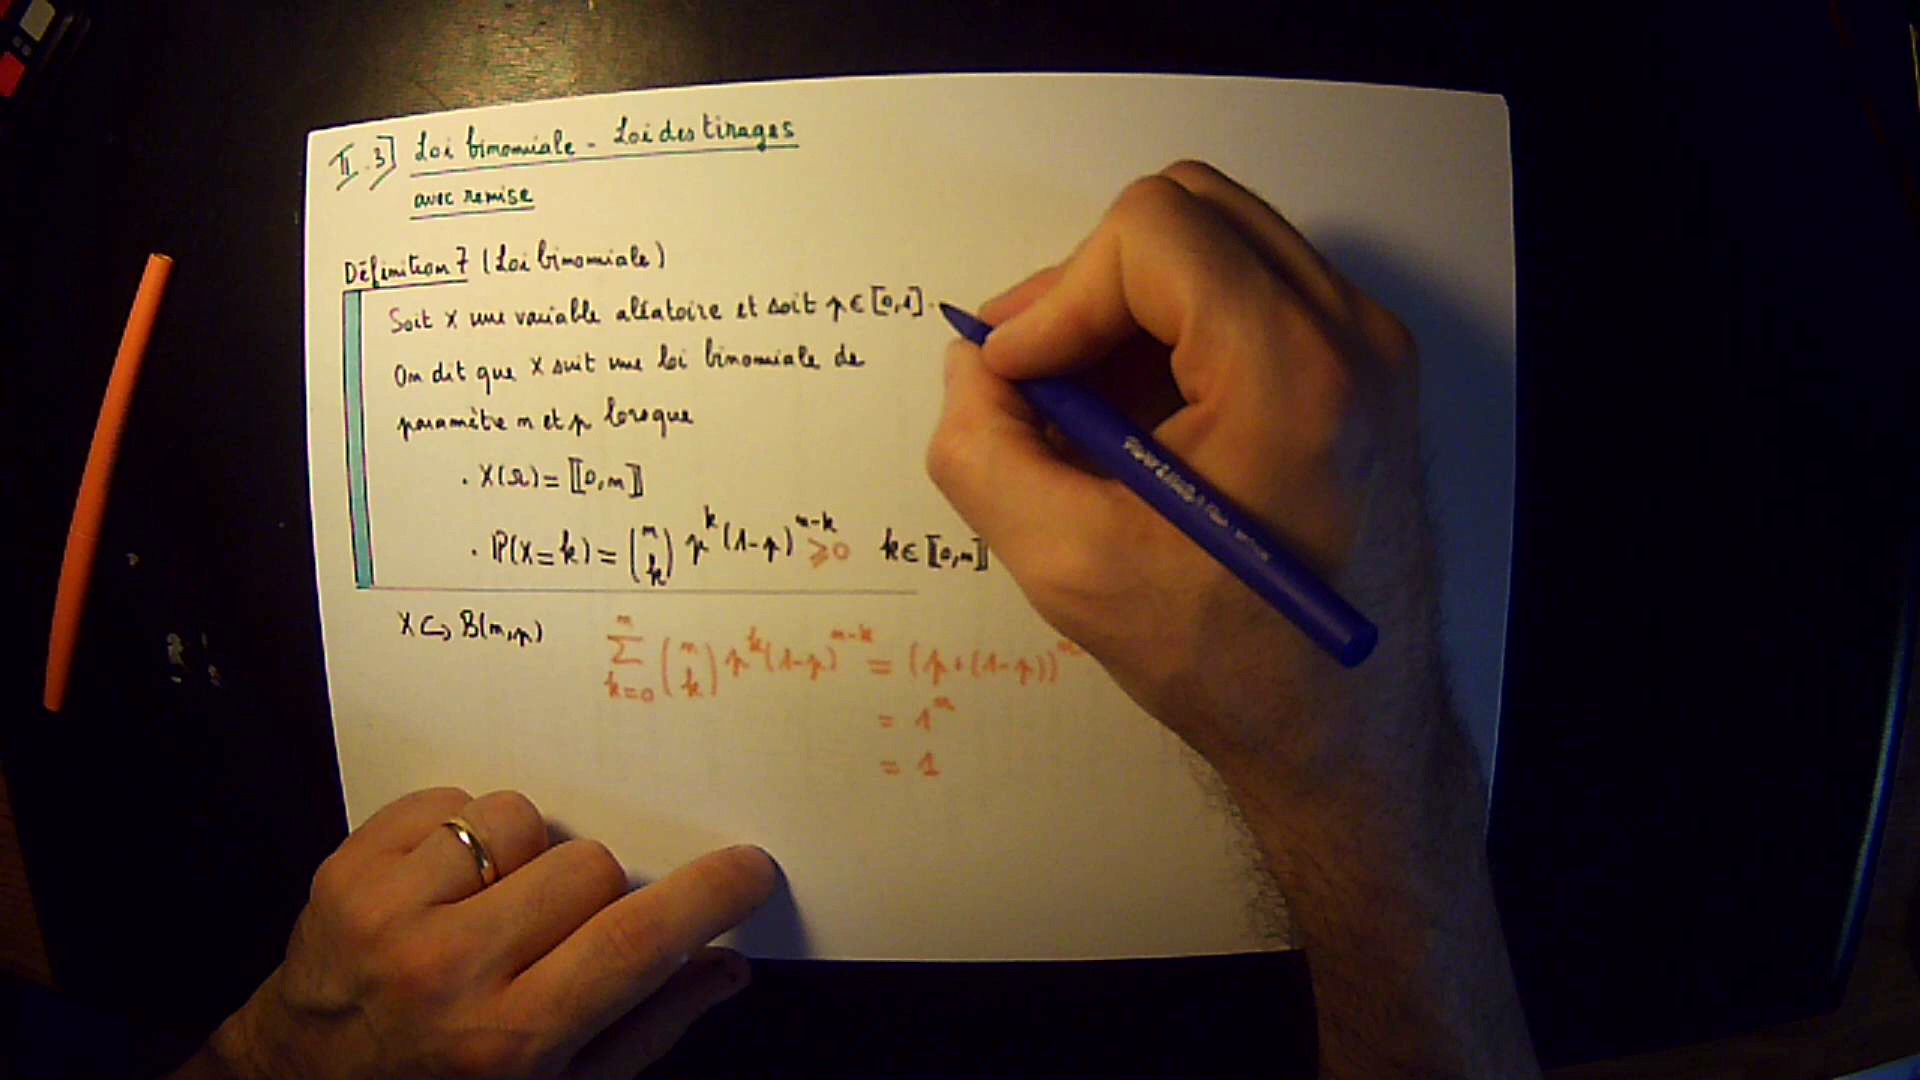 II.3] Loi binomiale - Loi des tirages
avec remise
Définition 7 (Loi binomiale)
Soit X une variable aléatoire et soit p ∈ [0,1].
On dit que X suit une loi binomiale de
paramètre n et p lorsque
. X(Ω) = ⟦0,n⟧
. P(X=k) = (n k) p^k (1-p)^{n-k} ≥0 k ∈ ⟦0,n⟧
X ↪ B(n,p)
∑_{k=0}^{n} (n k) p^k (1-p)^{n-k} = (p+(1-p))^n
= 1^n
= 1